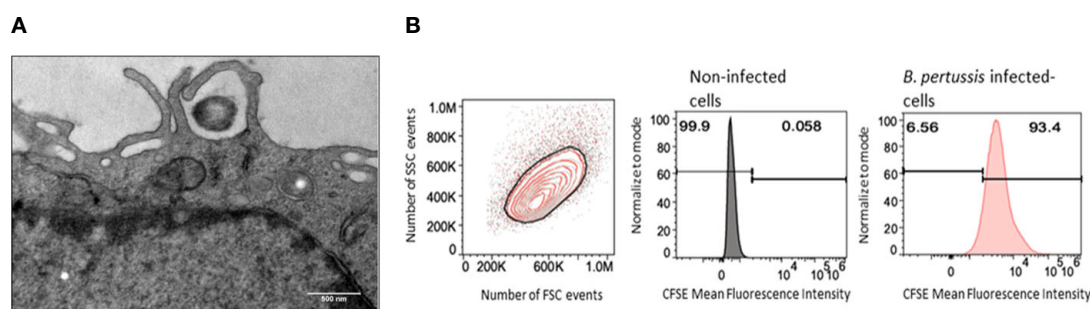 A
B
500 nm
Number of SSC events
1.0M
800K
600K
400K
200K
0
0 200K 600K 1.0M
Number of FSC events
Non-infected
cells
Normalize to mode
100
80
60
40
20
0
99.9 0.058
0 10 4 10 5 10 6
CFSE Mean Fluorescence Intensity
B. pertussis infected-
cells
Normalize to mode
100
80
60
40
20
0
6.56 93.4
0 10 4 10 5 10 6
CFSE Mean Fluorescence Intensity